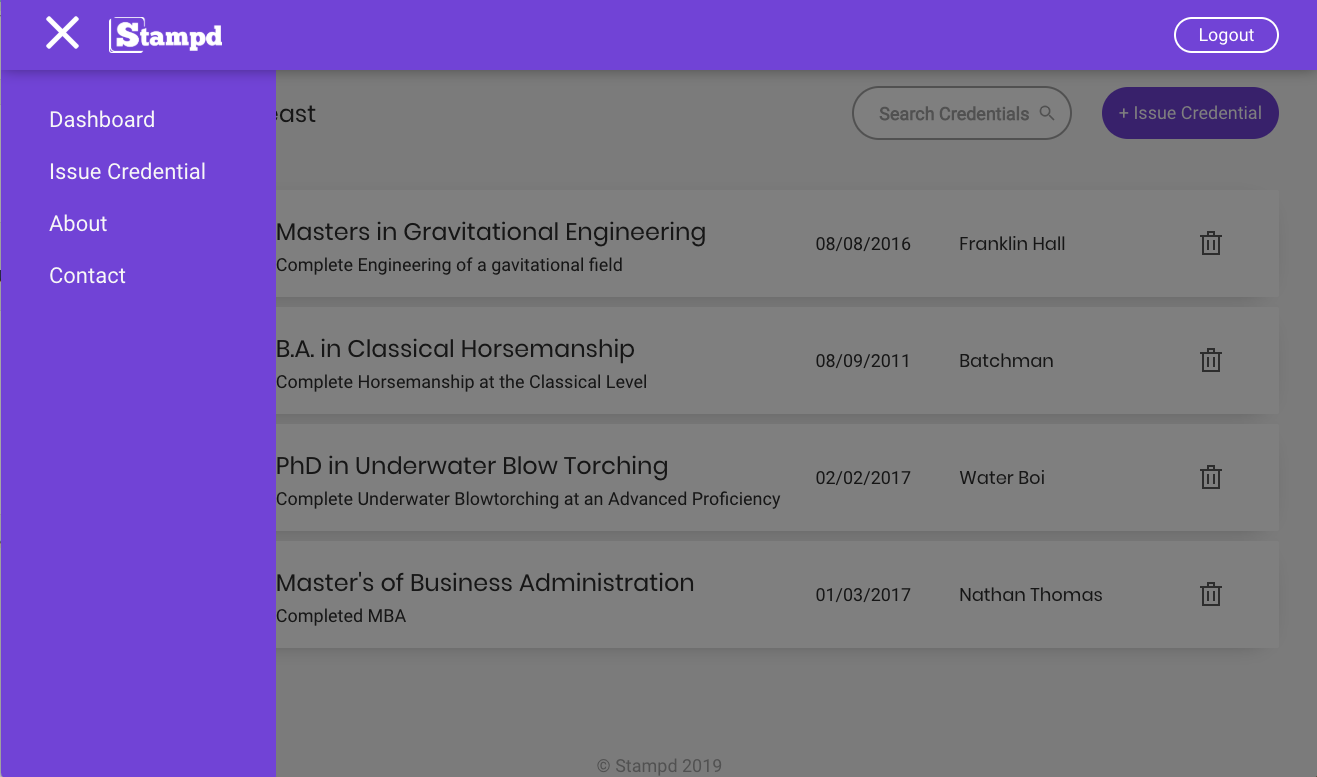 Stampd
Logout
Dashboard
Issue Credential
About
Contact
east
Search Credentials
+ Issue Credential
Masters in Gravitational Engineering
Complete Engineering of a gavitational field
08/08/2016
Franklin Hall
B.A. in Classical Horsemanship
Complete Horsemanship at the Classical Level
08/09/2011
Batchman
PhD in Underwater Blow Torching
Complete Underwater Blowtorching at an Advanced Proficiency
02/02/2017
Water Boi
Master's of Business Administration
Completed MBA
01/03/2017
Nathan Thomas
© Stampd 2019